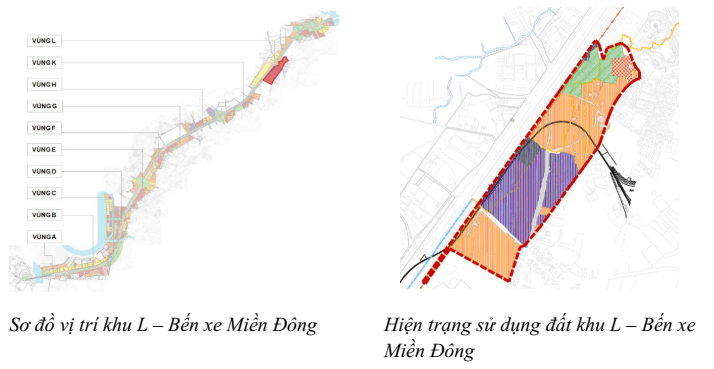 VÙNG L
VÙNG K
VÙNG H
VÙNG G
VÙNG F
VÙNG E
VÙNG D
VÙNG C
VÙNG B
VÙNG A
Sơ đồ vị trí khu L – Bến xe Miền Đông
Hiện trạng sử dụng đất khu L – Bến xe
Miền Đông